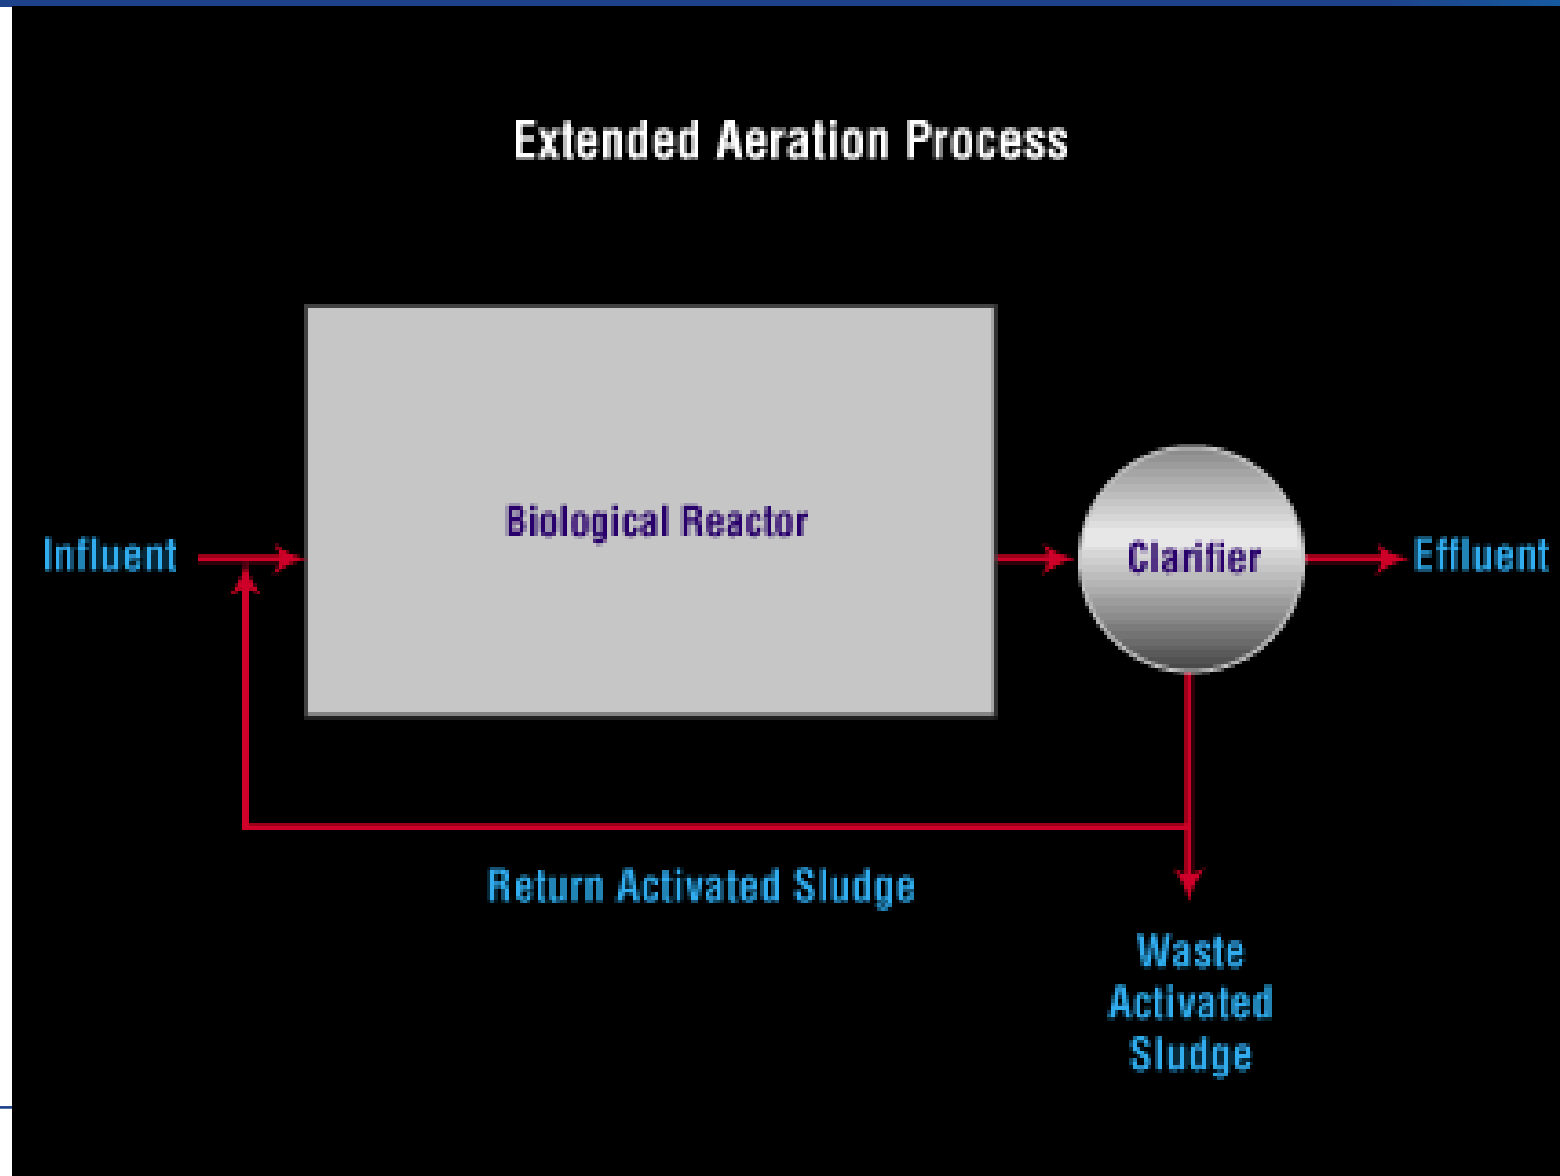 Extended Aeration Process
Biological Reactor
Influent
Clarifier
Effluent
Return Activated Sludge
Waste
Activated
Sludge